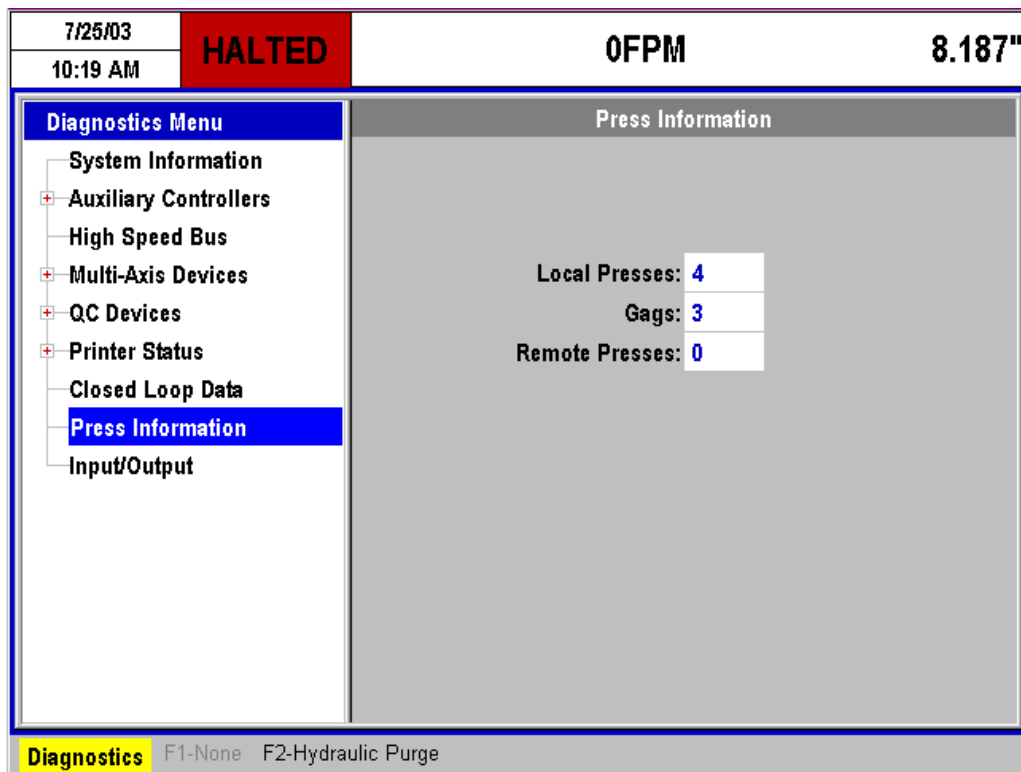 7/25/03
10:19 AM
HALTED
0FPM
8.187"
Diagnostics Menu
System Information
Auxiliary Controllers
High Speed Bus
Multi-Axis Devices
QC Devices
Printer Status
Closed Loop Data
Press Information
Input/Output
Press Information
Local Presses: 4
Gags: 3
Remote Presses: 0
Diagnostics F1-None F2-Hydraulic Purge